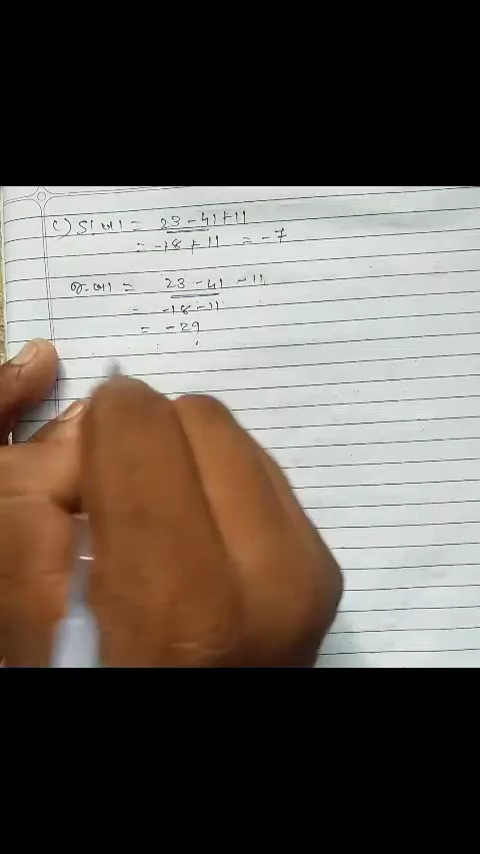 c) ડા.બા = 23 - 41 + 11
= -18 + 11 = -7
જ.બા = 23 - 41 - 11
= -18 - 11
= -29